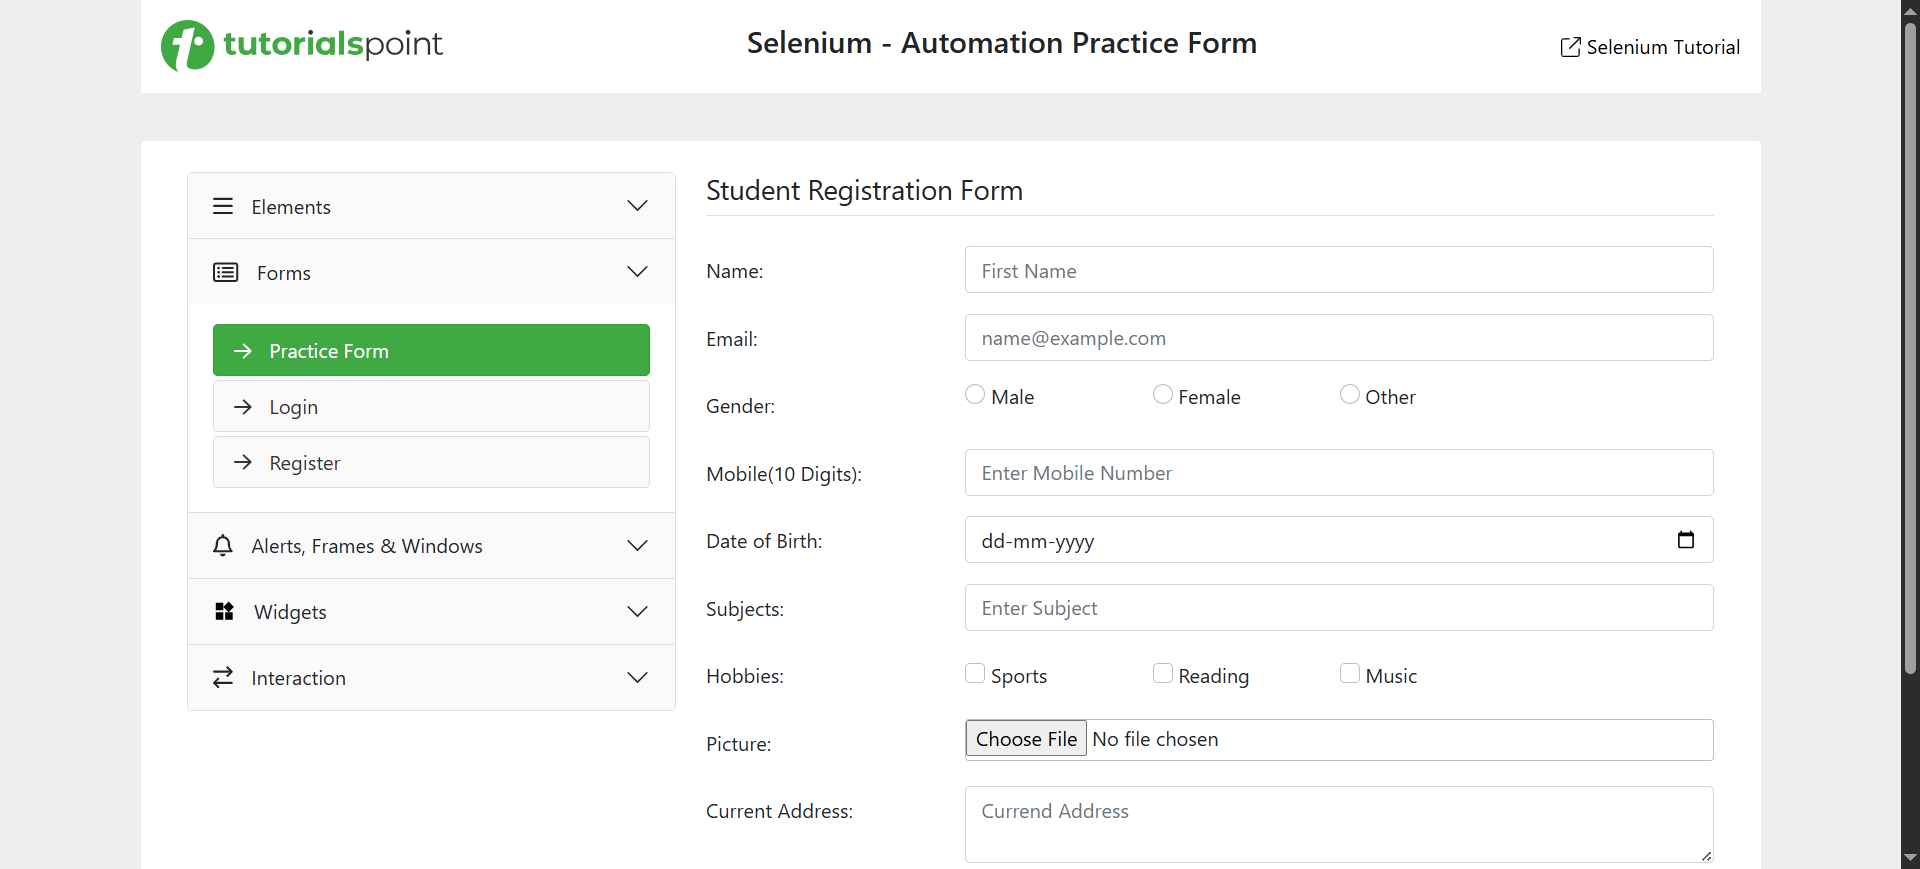 tutorialspoint
Selenium - Automation Practice Form
Selenium Tutorial
Elements
Forms
Practice Form
Login
Register
Alerts, Frames & Windows
Widgets
Interaction
Student Registration Form
Name: First Name
Email: name@example.com
Gender: Male Female Other
Mobile(10 Digits): Enter Mobile Number
Date of Birth: dd-mm-yyyy
Subjects: Enter Subject
Hobbies: Sports Reading Music
Picture: Choose File No file chosen
Current Address: Currend Address